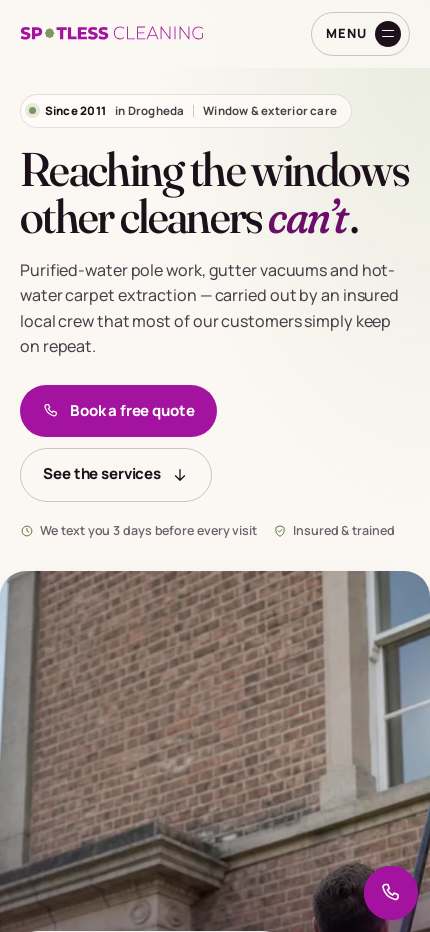 SPOTLESS CLEANING
MENU
Since 2011 in Drogheda | Window & exterior care
Reaching the windows
other cleaners can't.
Purified-water pole work, gutter vacuums and hot-
water carpet extraction — carried out by an insured
local crew that most of our customers simply keep
on repeat.
Book a free quote
See the services ↓
We text you 3 days before every visit
Insured & trained